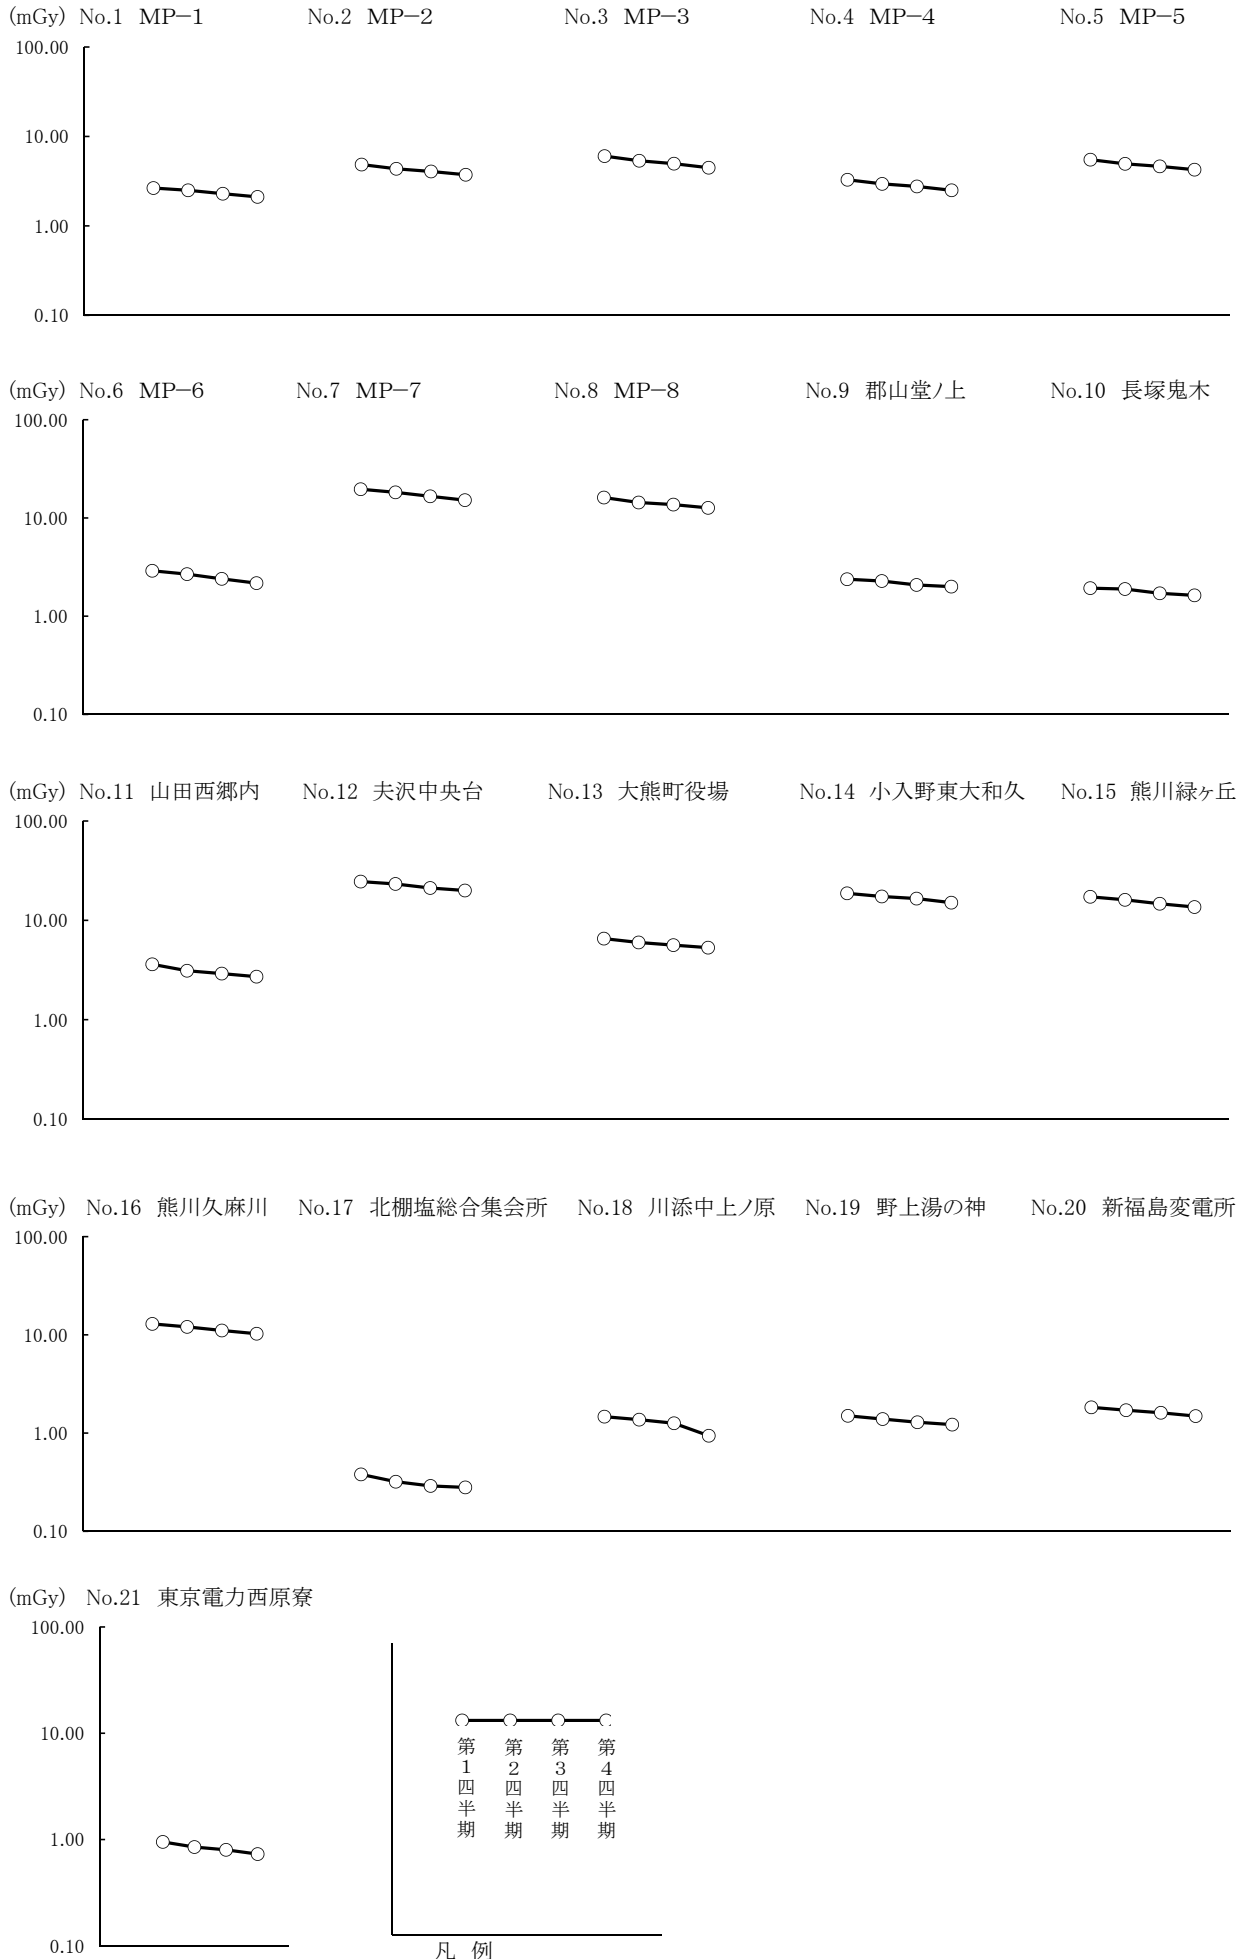 (mGy) No.1 MP-1 No.2 MP-2 No.3 MP-3 No.4 MP-4 No.5 MP-5
100.00
10.00
1.00
0.10
(mGy) No.6 MP-6 No.7 MP-7 No.8 MP-8 No.9 郡山堂ノ上 No.10 長塚鬼木
100.00
10.00
1.00
0.10
(mGy) No.11 山田西郷内 No.12 夫沢中央台 No.13 大熊町役場 No.14 小入野東大和久 No.15 熊川緑ヶ丘
100.00
10.00
1.00
0.10
(mGy) No.16 熊川久麻川 No.17 北棚塩総合集会所 No.18 川添中上ノ原 No.19 野上湯の神 No.20 新福島変電所
100.00
10.00
1.00
0.10
(mGy) No.21 東京電力西原寮
100.00
10.00
1.00
0.10
第1四半期
第2四半期
第3四半期
第4四半期
凡 例